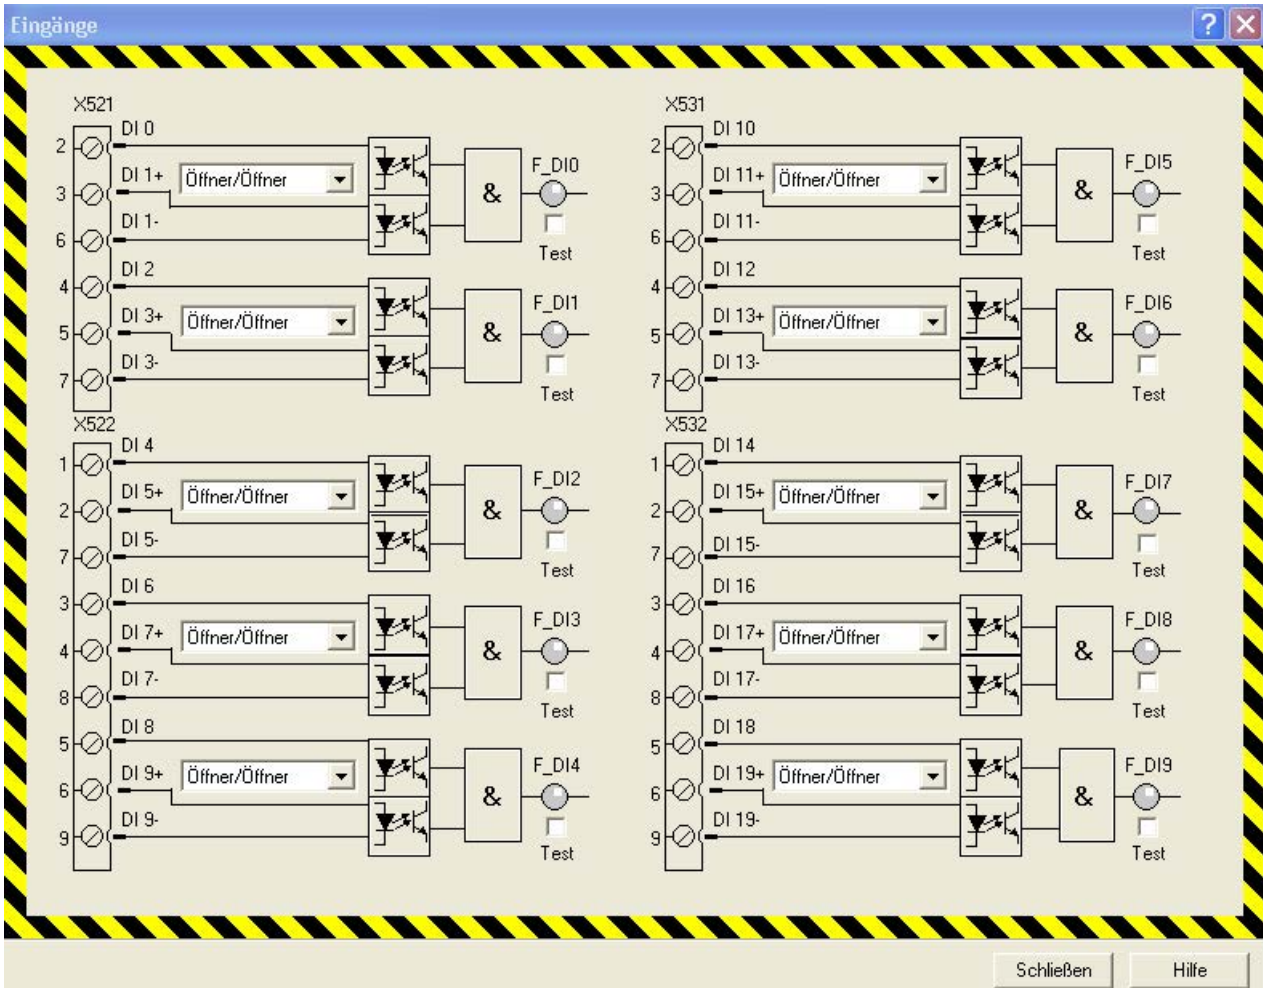 Eingänge
X521
2 DI 0
3 DI 1+ Öffner/Öffner & F_DI0
6 DI 1- Test
4 DI 2
5 DI 3+ Öffner/Öffner & F_DI1
7 DI 3- Test
X522
1 DI 4
2 DI 5+ Öffner/Öffner & F_DI2
7 DI 5- Test
3 DI 6
4 DI 7+ Öffner/Öffner & F_DI3
8 DI 7- Test
5 DI 8
6 DI 9+ Öffner/Öffner & F_DI4
9 DI 9- Test
X531
2 DI 10
3 DI 11+ Öffner/Öffner & F_DI5
6 DI 11- Test
4 DI 12
5 DI 13+ Öffner/Öffner & F_DI6
7 DI 13- Test
X532
1 DI 14
2 DI 15+ Öffner/Öffner & F_DI7
7 DI 15- Test
3 DI 16
4 DI 17+ Öffner/Öffner & F_DI8
8 DI 17- Test
5 DI 18
6 DI 19+ Öffner/Öffner & F_DI9
9 DI 19- Test
Schließen Hilfe